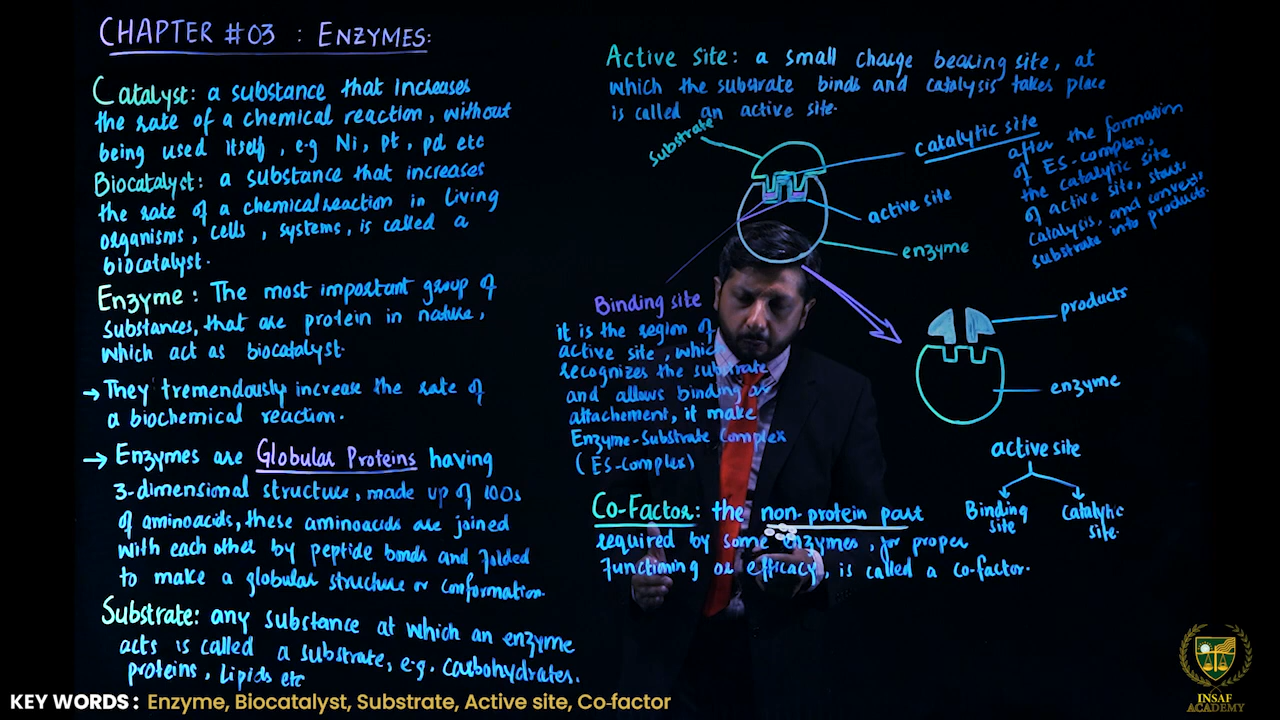 CHAPTER #03 : ENZYMES:
Catalyst: a substance that increases
the rate of a chemical reaction, without
being used itself, e.g Ni, Pt, pd etc
Biocatalyst: a substance that increases
the rate of a chemical reaction in living
organisms, cells, systems, is called a
biocatalyst.
Enzyme: The most important group of
substances, that are protein in nature,
which act as biocatalyst.
→ They tremendously increase the rate of
a biochemical reaction.
→ Enzymes are Globular Proteins having
3-dimensional structure, made up of 100s
of aminoacids, these aminoacids are joined
with each other by peptide bonds and folded
to make a globular structure or conformation.
Substrate: any substance at which an enzyme
acts is called a substrate, e.g. carbohydrates.
proteins, lipids etc
Active site: a small charge bearing site, at
which the substrate binds and catalysis takes place
is called an active site.
Substrate
catalytic site
active site
enzyme
after the formation
of ES-complex,
the catalytic site
of active site, starts
catalysis, and converts
substrate into products.
Binding site
it is the region of
active site, which
recognizes the substrate
and allows binding or
attachement, it make
Enzyme-Substrate Complex
(ES-complex)
products
enzyme
active site
Binding site
Catalytic site.
Co-Factor: the non-protein part
required by some enzymes, for proper
functioning or efficacy, is called a co-factor.
KEY WORDS: Enzyme, Biocatalyst, Substrate, Active site, Co-factor
INSAF
ACADEMY